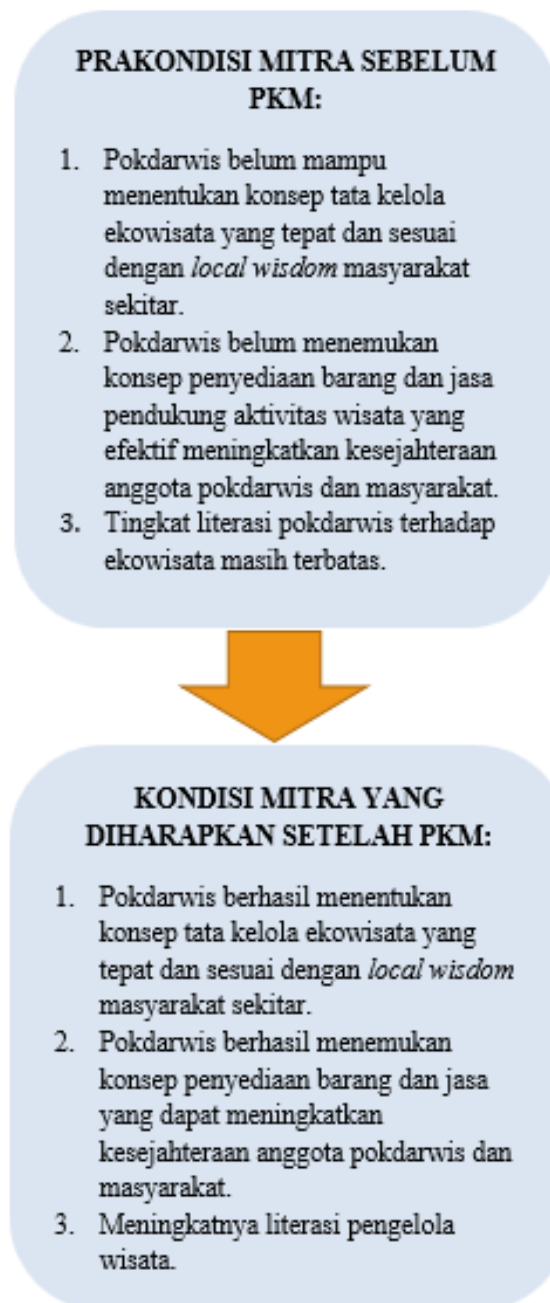 PRAKONDISI MITRA SEBELUM
PKM:
1. Pokdarwis belum mampu
menentukan konsep tata kelola
ekowisata yang tepat dan sesuai
dengan local wisdom masyarakat
sekitar.
2. Pokdarwis belum menemukan
konsep penyediaan barang dan jasa
pendukung aktivitas wisata yang
efektif meningkatkan kesejahteraan
anggota pokdarwis dan masyarakat.
3. Tingkat literasi pokdarwis terhadap
ekowisata masih terbatas.
KONDISI MITRA YANG
DIHARAPKAN SETELAH PKM:
1. Pokdarwis berhasil menentukan
konsep tata kelola ekowisata yang
tepat dan sesuai dengan local wisdom
masyarakat sekitar.
2. Pokdarwis berhasil menemukan
konsep penyediaan barang dan jasa
yang dapat meningkatkan
kesejahteraan anggota pokdarwis dan
masyarakat.
3. Meningkatnya literasi pengelola
wisata.